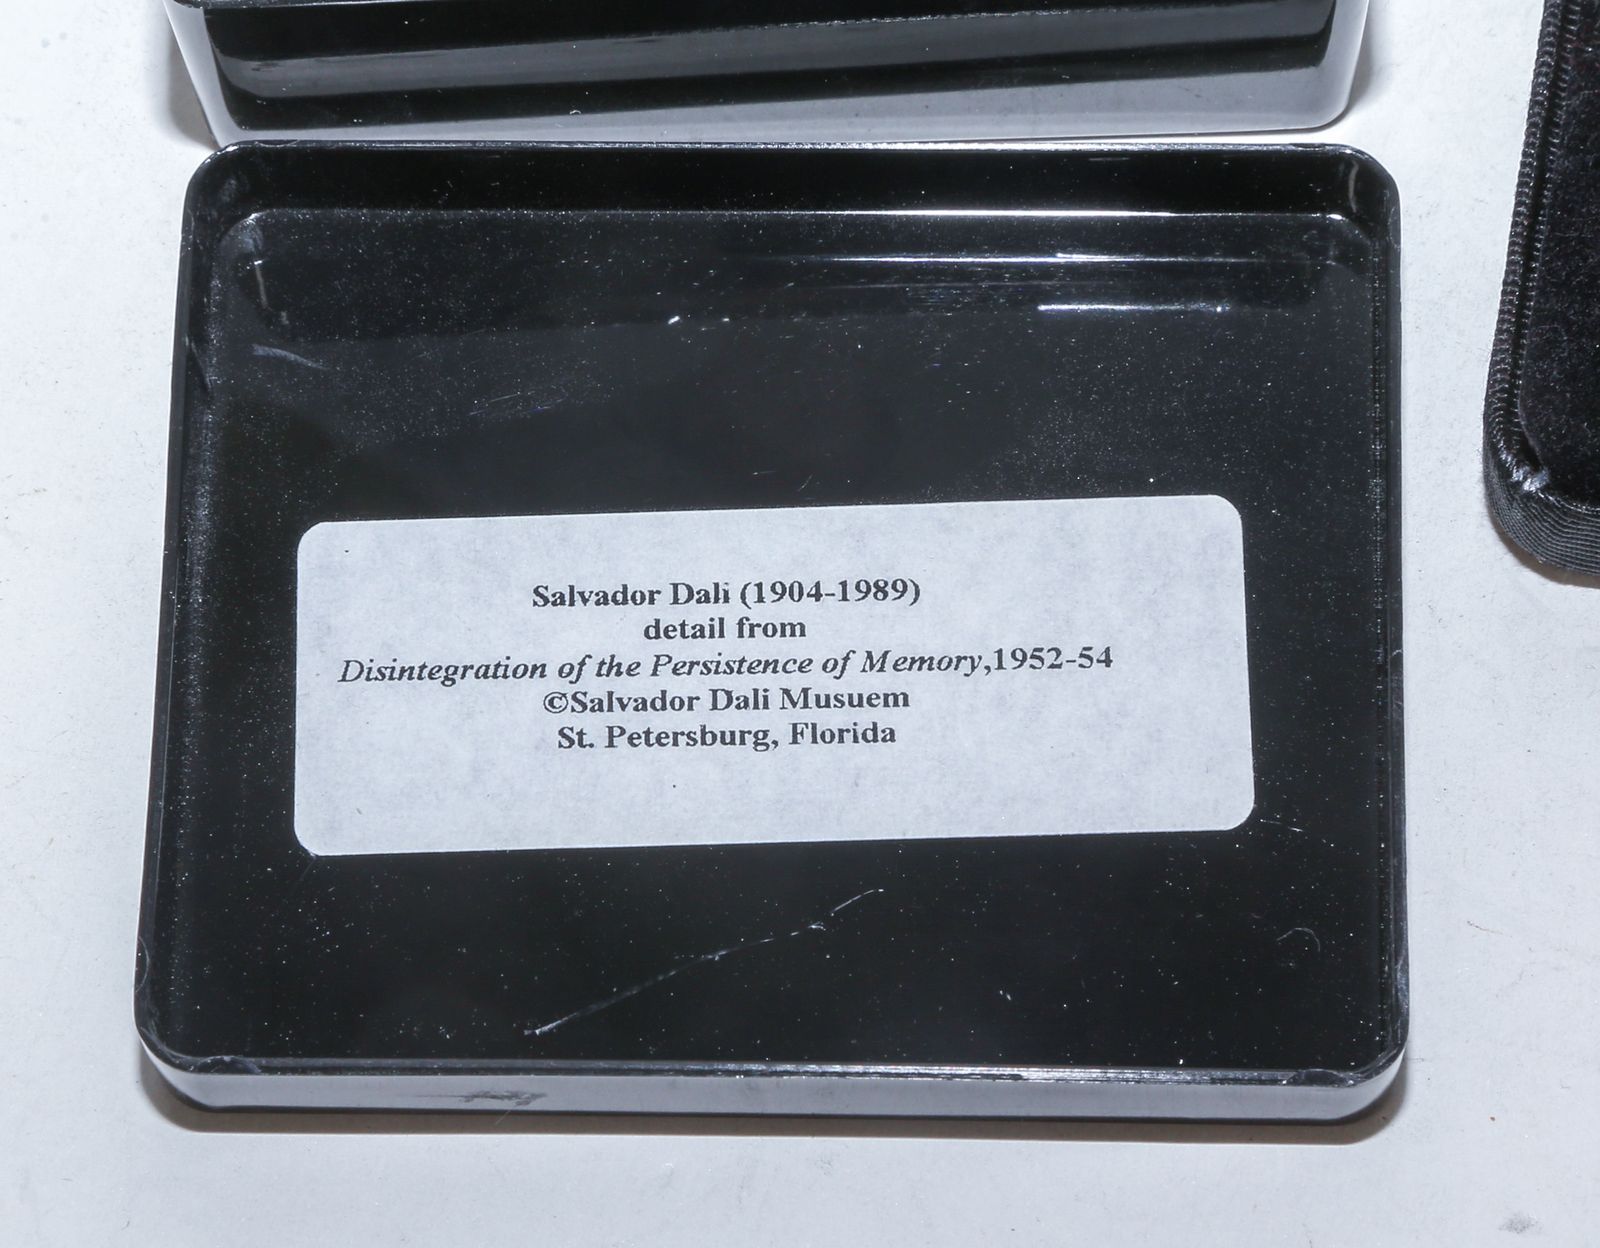 Salvador Dali (1904-1989)
detail from
Disintegration of the Persistence of Memory,1952-54
©Salvador Dali Musuem
St. Petersburg, Florida